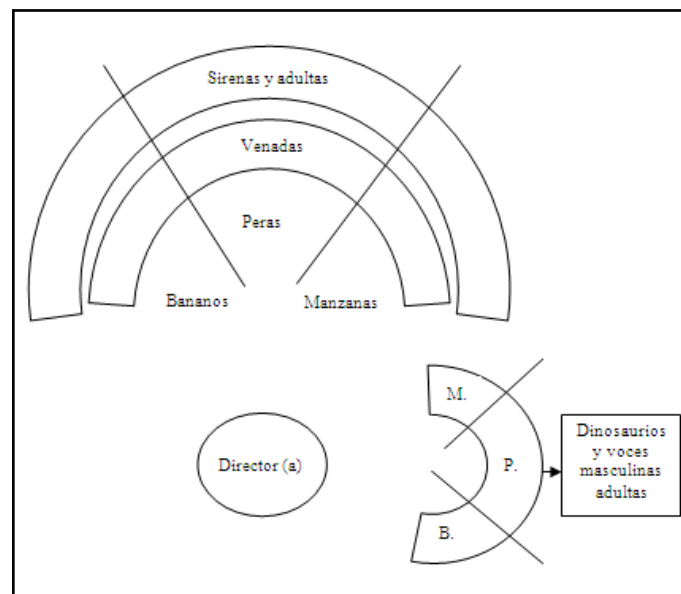 Sirenas y adultas
Venadas
Peras
Bananos
Manzanas
M.
Director (a)
P.
B.
Dinosaurios
y voces
masculinas
adultas